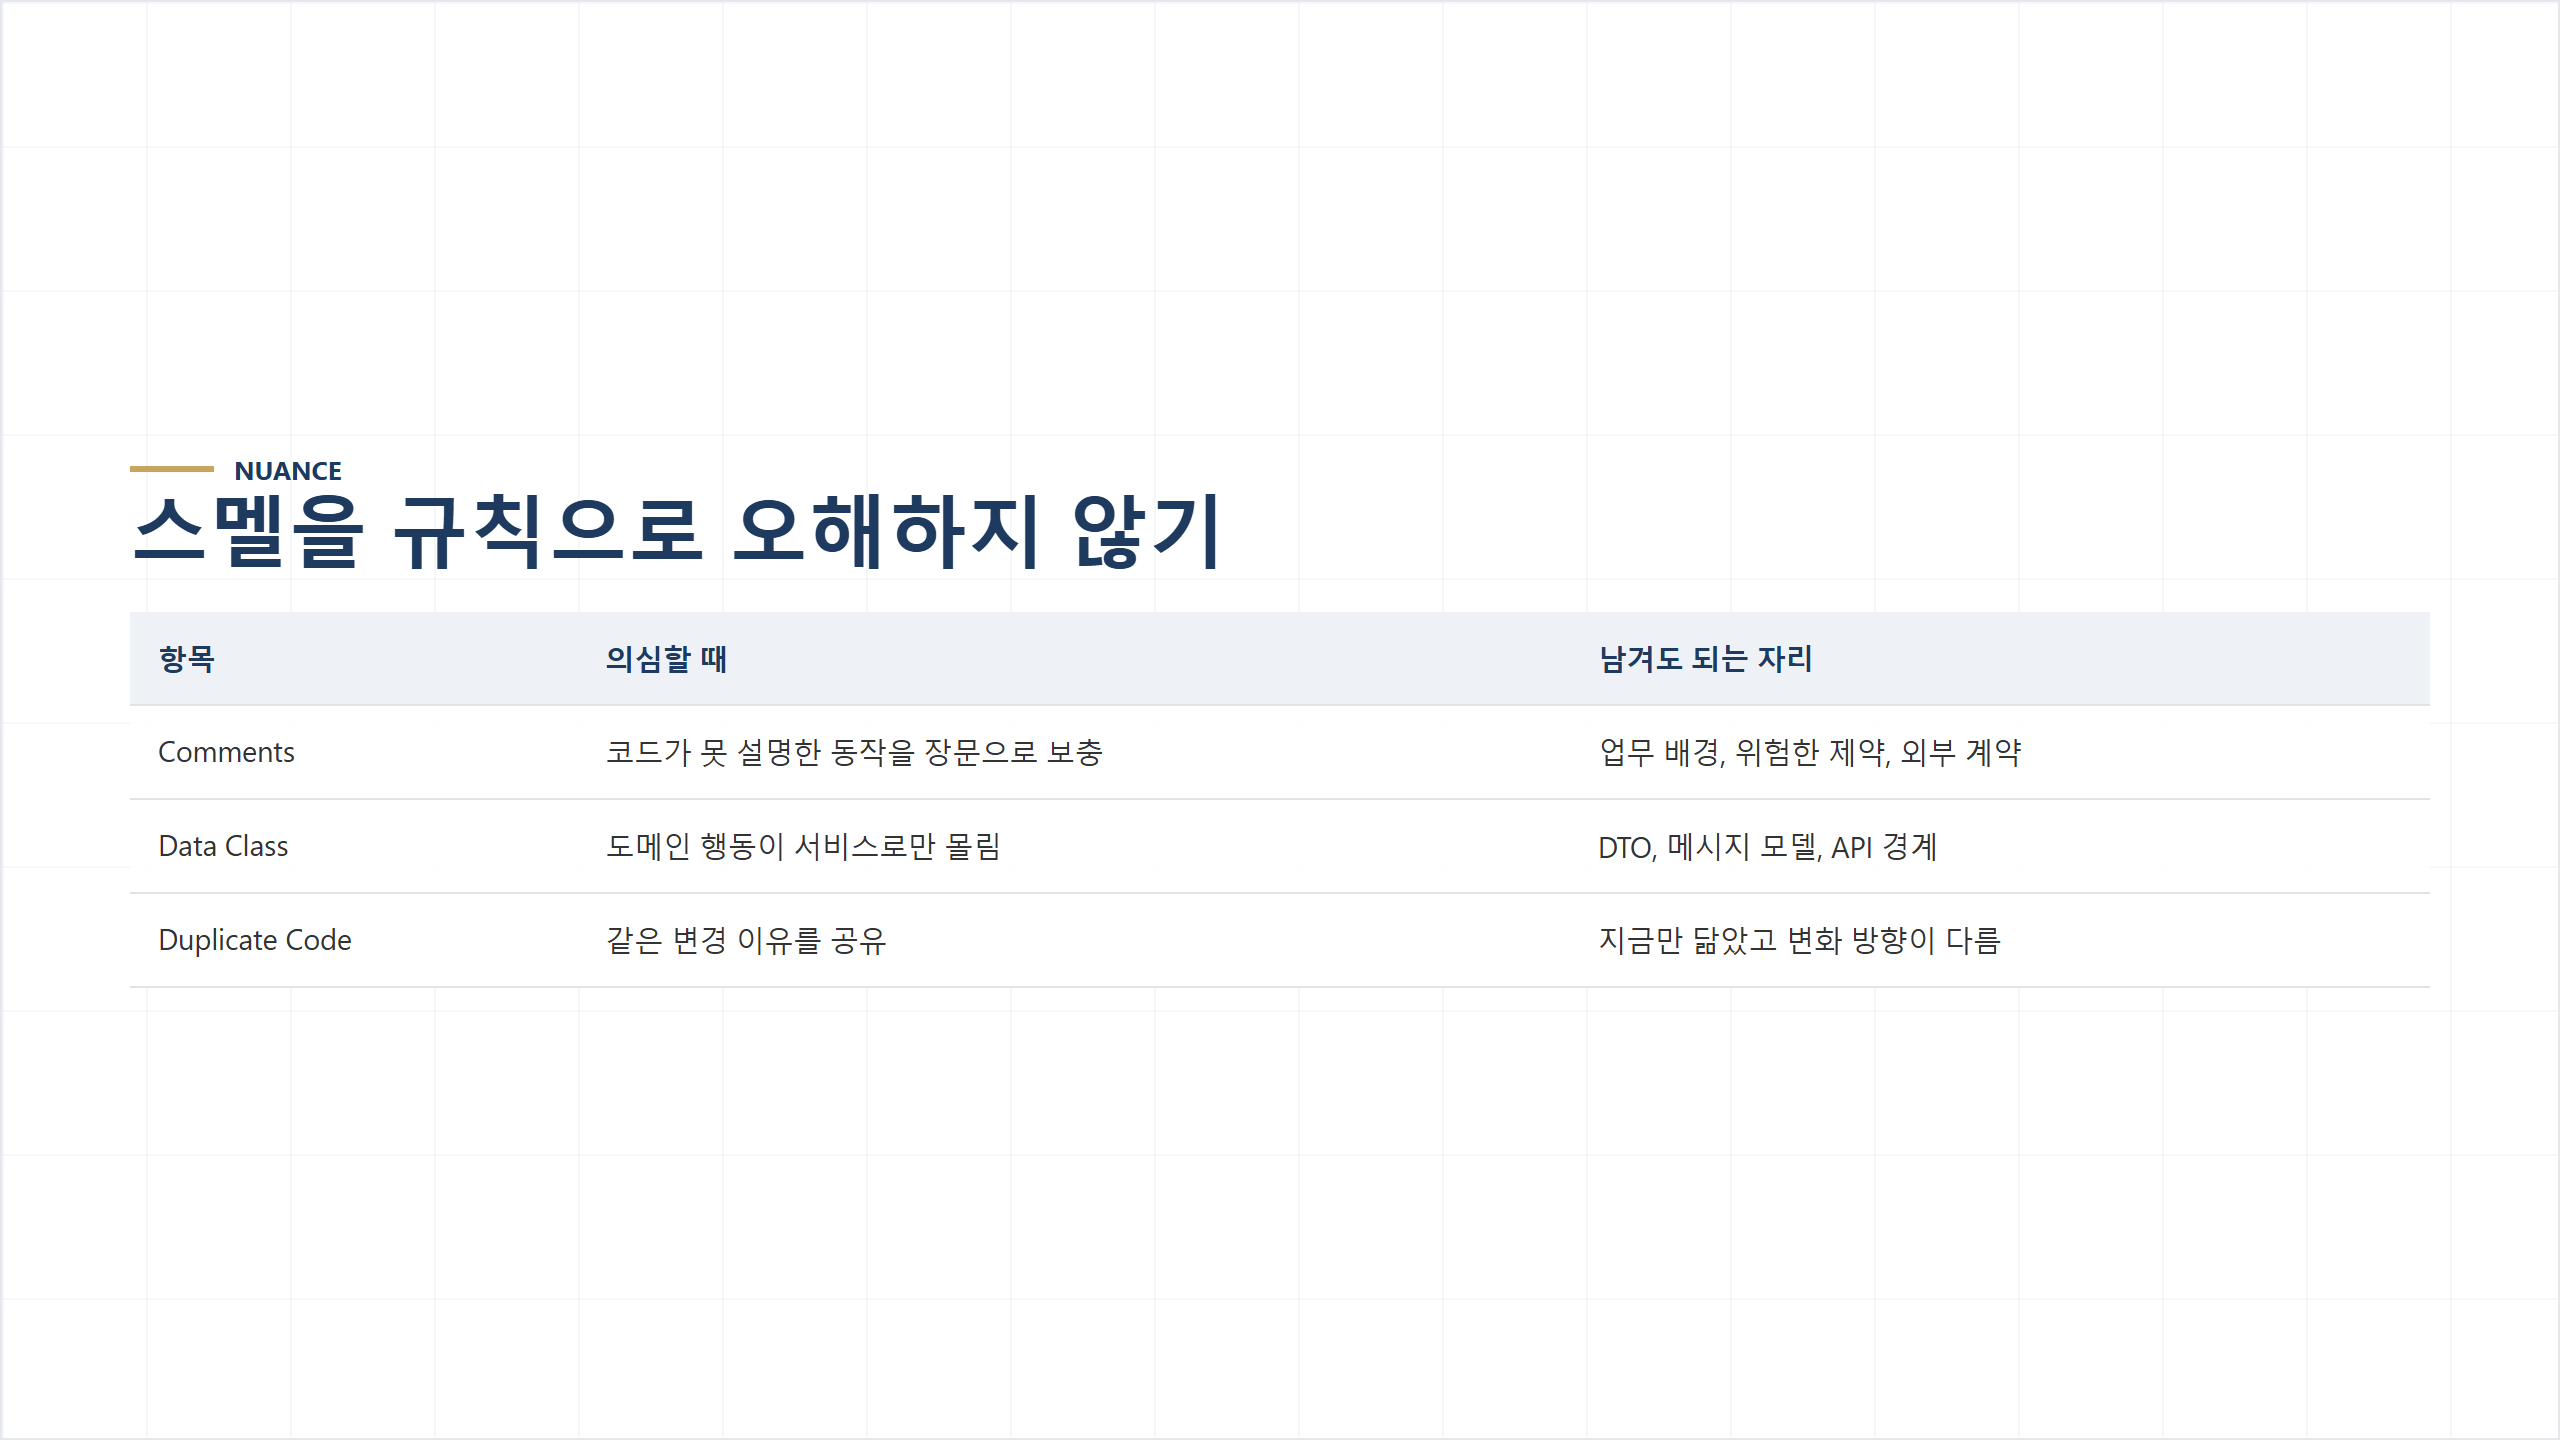 NUANCE
스멜을 규칙으로 오해하지 않기
항목 의심할 때 남겨도 되는 자리
Comments 코드가 못 설명한 동작을 장문으로 보충 업무 배경, 위험한 제약, 외부 계약
Data Class 도메인 행동이 서비스로만 몰림 DTO, 메시지 모델, API 경계
Duplicate Code 같은 변경 이유를 공유 지금만 닮았고 변화 방향이 다름